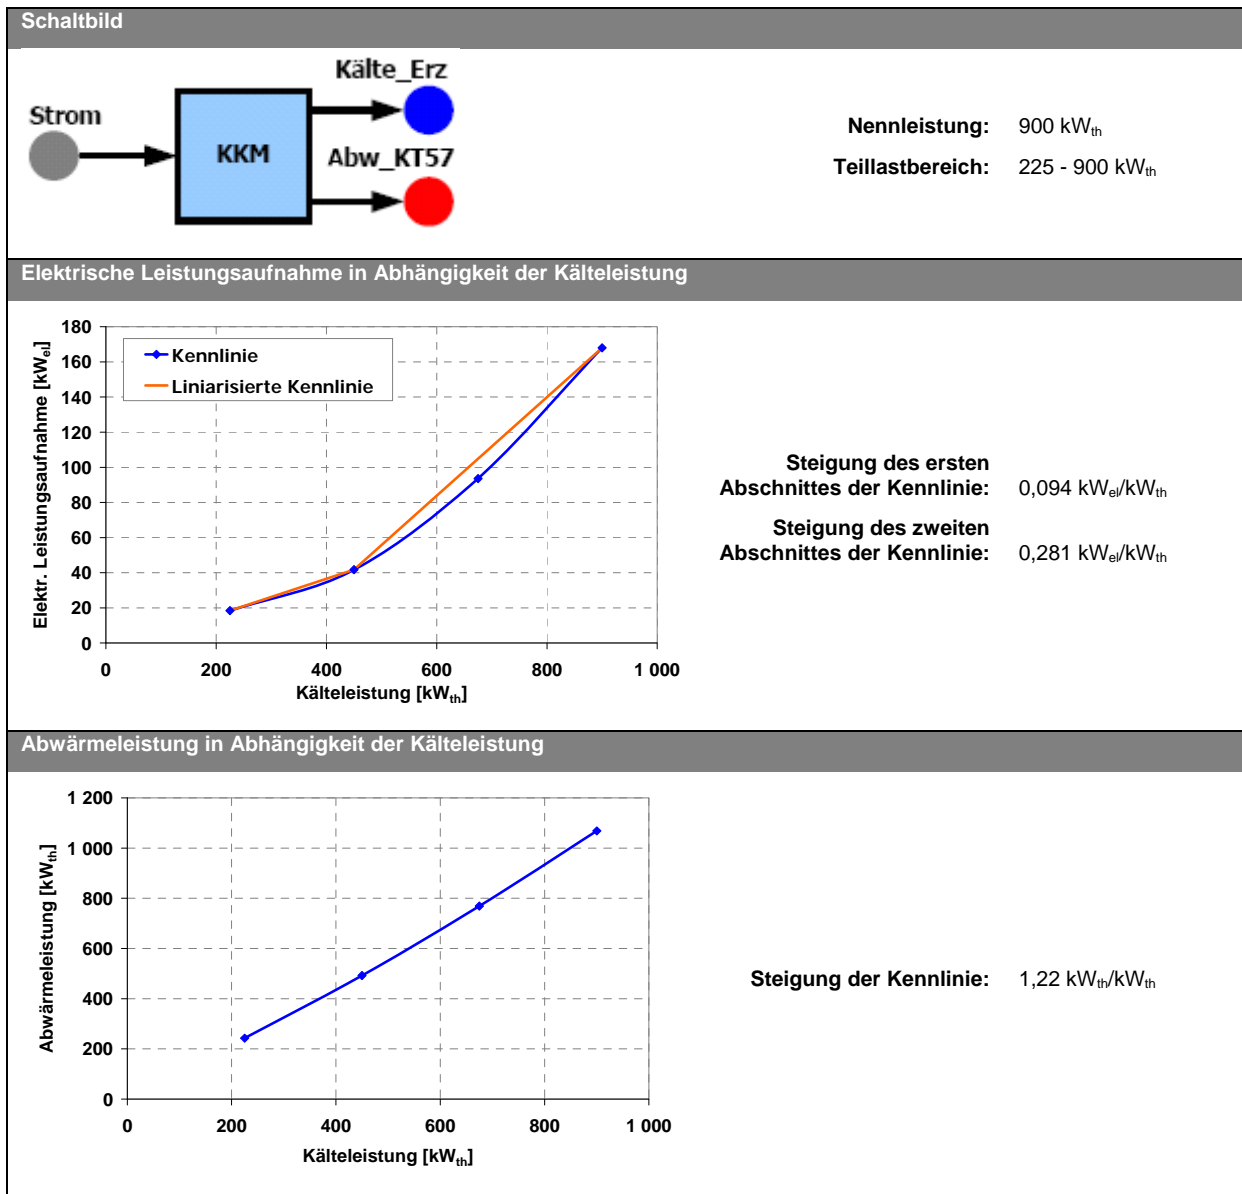 Schaltbild
Kälte_Erz
Strom
KKM
Abw_KT57
Nennleistung: 900 kWth
Teillastbereich: 225 - 900 kWth
Elektrische Leistungsaufnahme in Abhängigkeit der Kälteleistung
180
160
140
120
100
80
60
40
20
0
Elektr. Leistungsaufnahme [kWel]
Kennlinie
Liniarisierte Kennlinie
0 200 400 600 800 1 000
Kälteleistung [kWth]
Steigung des ersten
Abschnittes der Kennlinie: 0,094 kWel/kWth
Steigung des zweiten
Abschnittes der Kennlinie: 0,281 kWel/kWth
Abwärmeleistung in Abhängigkeit der Kälteleistung
1 200
1 000
800
600
400
200
0
Abwärmeleistung [kWth]
0 200 400 600 800 1 000
Kälteleistung [kWth]
Steigung der Kennlinie: 1,22 kWth/kWth